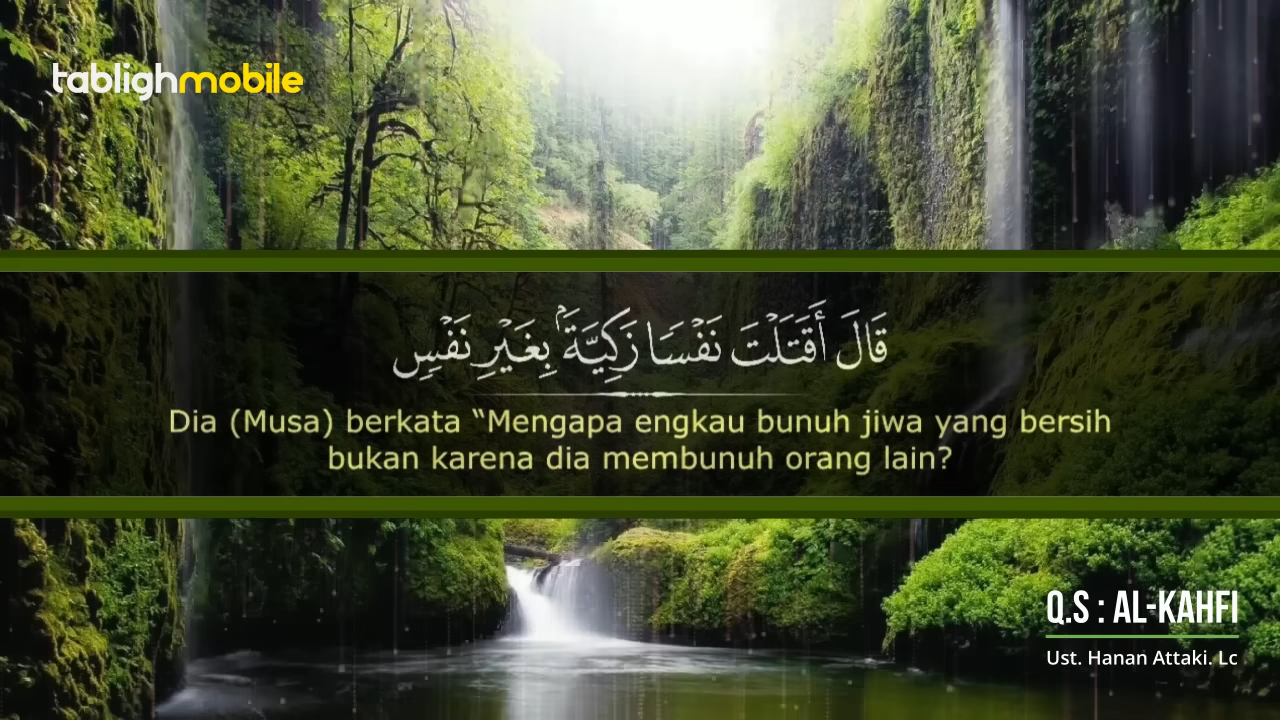 tablighmobile
قَالَ أَقَتَلْتَ نَفْسًا زَكِيَّةًۢ بِغَيْرِ نَفْسٍ
Dia (Musa) berkata “Mengapa engkau bunuh jiwa yang bersih
bukan karena dia membunuh orang lain?
Q.S : AL-KAHFI
Ust. Hanan Attaki. Lc